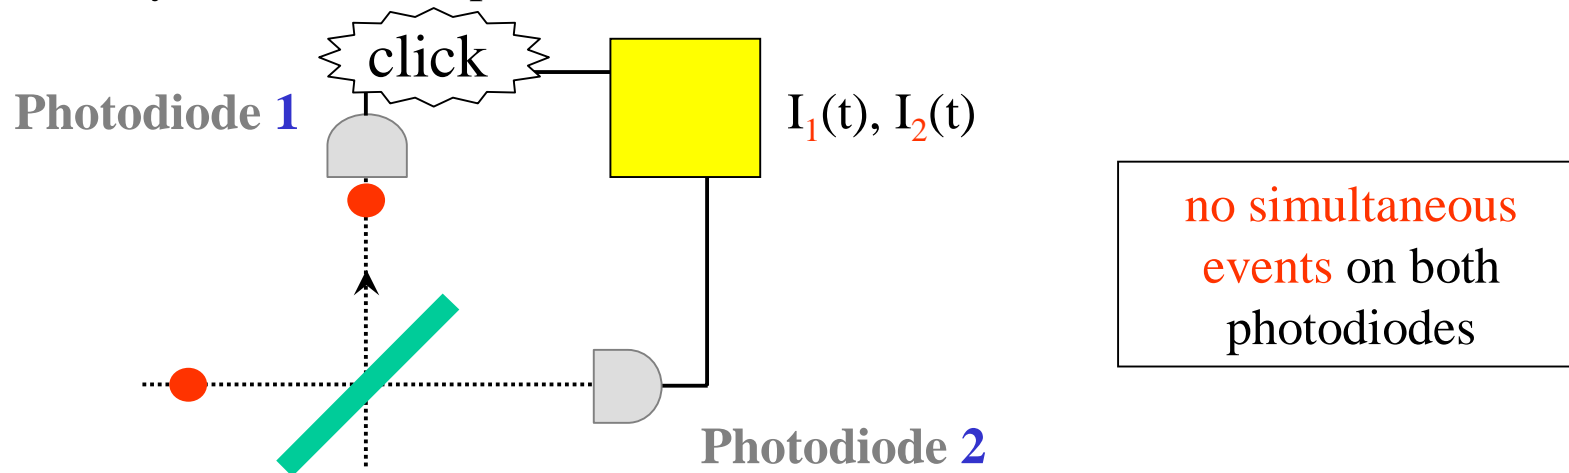 click
Photodiode 1
I₁(t), I₂(t)
no simultaneous
events on both
photodiodes
Photodiode 2